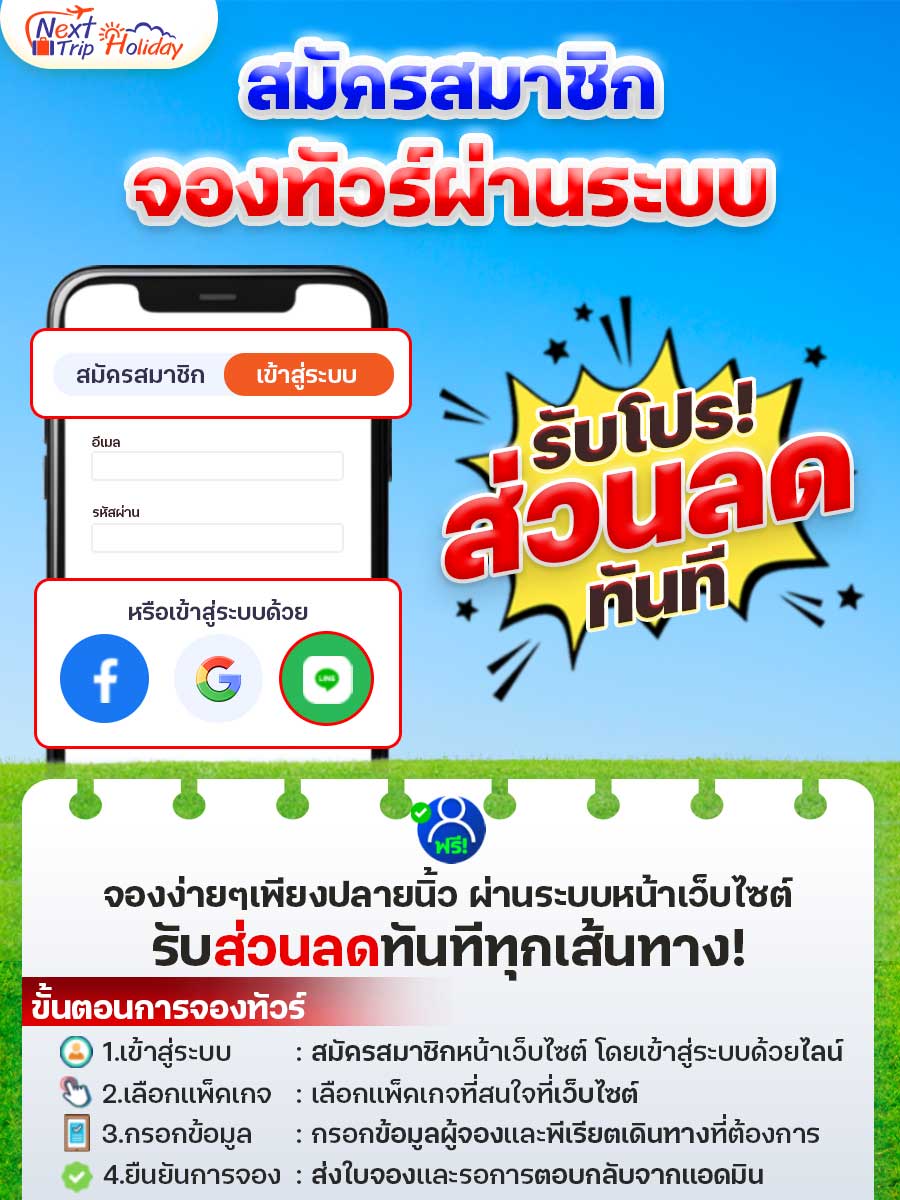 Next
Trip Holiday
สมัครสมาชิก
จองทัวร์ผ่านระบบ
สมัครสมาชิก เข้าสู่ระบบ
อีเมล
รหัสผ่าน
รับโปร!
ส่วนลด
ทันที
หรือเข้าสู่ระบบด้วย
f G LINE
ฟรี!
จองง่ายๆเพียงปลายนิ้ว ผ่านระบบหน้าเว็บไซต์
รับส่วนลดทันทีทุกเส้นทาง!
ขั้นตอนการจองทัวร์
1.เข้าสู่ระบบ : สมัครสมาชิกหน้าเว็บไซต์ โดยเข้าสู่ระบบด้วยไลน์
2.เลือกแพ็คเกจ : เลือกแพ็คเกจที่สนใจที่เว็บไซต์
3.กรอกข้อมูล : กรอกข้อมูลผู้จองและพีเรียตเดินทางที่ต้องการ
4.ยืนยันการจอง : ส่งใบจองและรอการตอบกลับจากแอดมิน